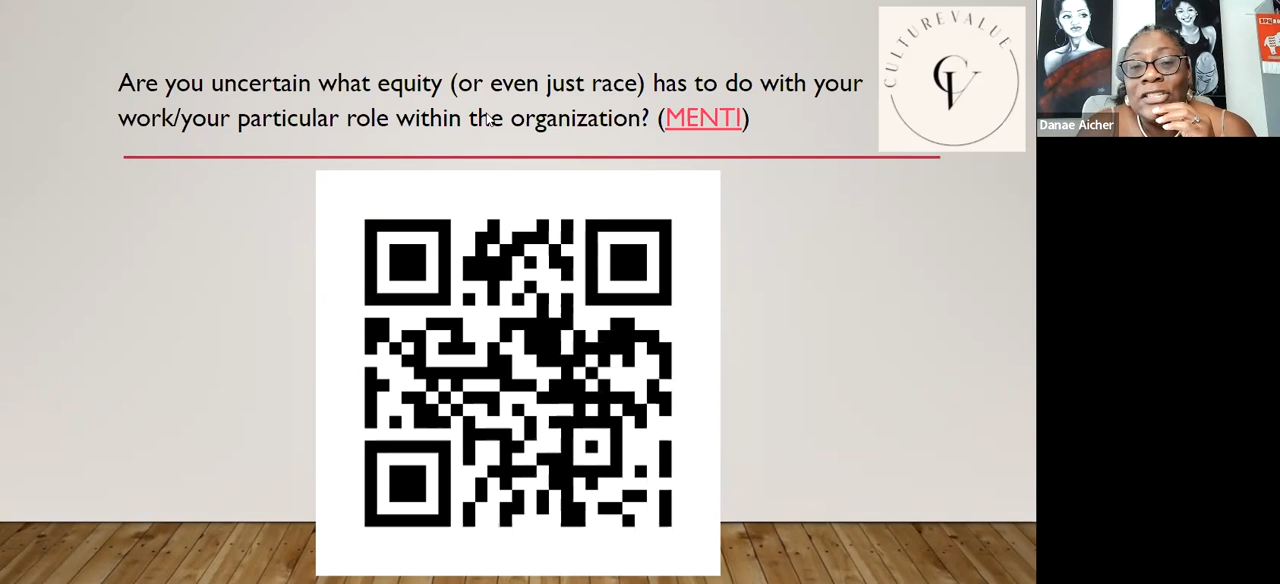 Are you uncertain what equity (or even just race) has to do with your
work/your particular role within the organization? (MENTI)
CULTUREVALUE
CV
Danae Aicher